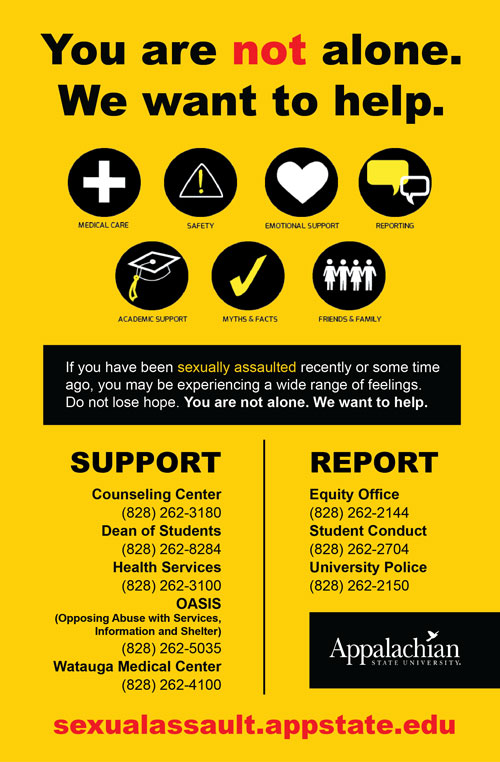 You are not alone.
We want to help.
MEDICAL CARE
SAFETY
EMOTIONAL SUPPORT
REPORTING
ACADEMIC SUPPORT
MYTHS & FACTS
FRIENDS & FAMILY
If you have been sexually assaulted recently or some time
ago, you may be experiencing a wide range of feelings.
Do not lose hope. You are not alone. We want to help.
SUPPORT
Counseling Center
(828) 262-3180
Dean of Students
(828) 262-8284
Health Services
(828) 262-3100
OASIS
(Opposing Abuse with Services,
Information and Shelter)
(828) 262-5035
Watauga Medical Center
(828) 262-4100
REPORT
Equity Office
(828) 262-2144
Student Conduct
(828) 262-2704
University Police
(828) 262-2150
Appalachian
STATE UNIVERSITY.
sexualassault.appstate.edu